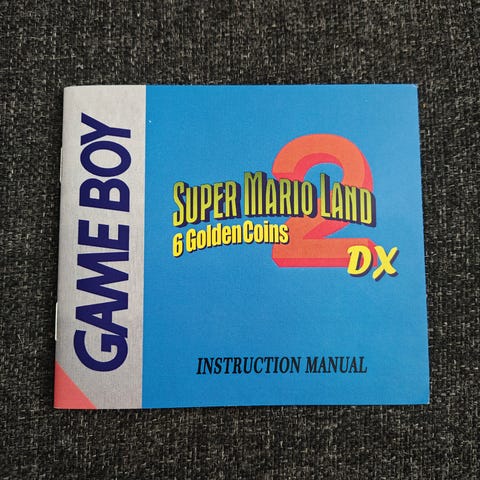 GAME BOY
SUPER MARIO LAND 2
6 GoldenCoins
DX
INSTRUCTION MANUAL